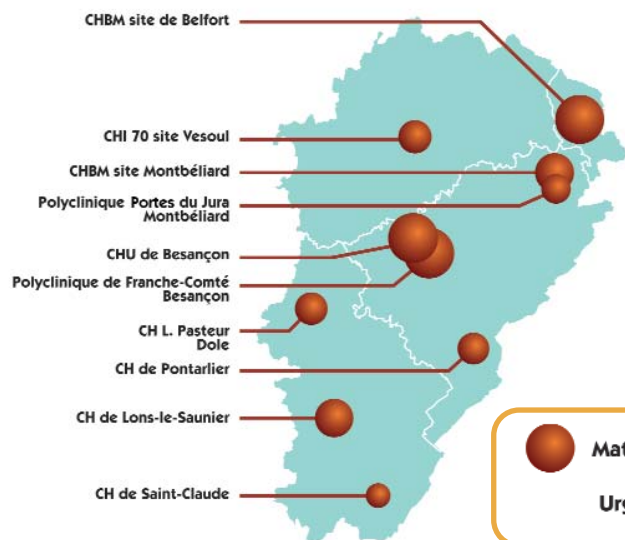 CHBM site de Belfort
CHI 70 site Vesoul
CHBM site Montbéliard
Polyclinique Portes du Jura
Montbéliard
CHU de Besançon
Polyclinique de Franche-Comté
Besançon
CH L. Pasteur
Dole
CH de Pontarlier
CH de Lons-le-Saunier
CH de Saint-Claude
Mat
Urg